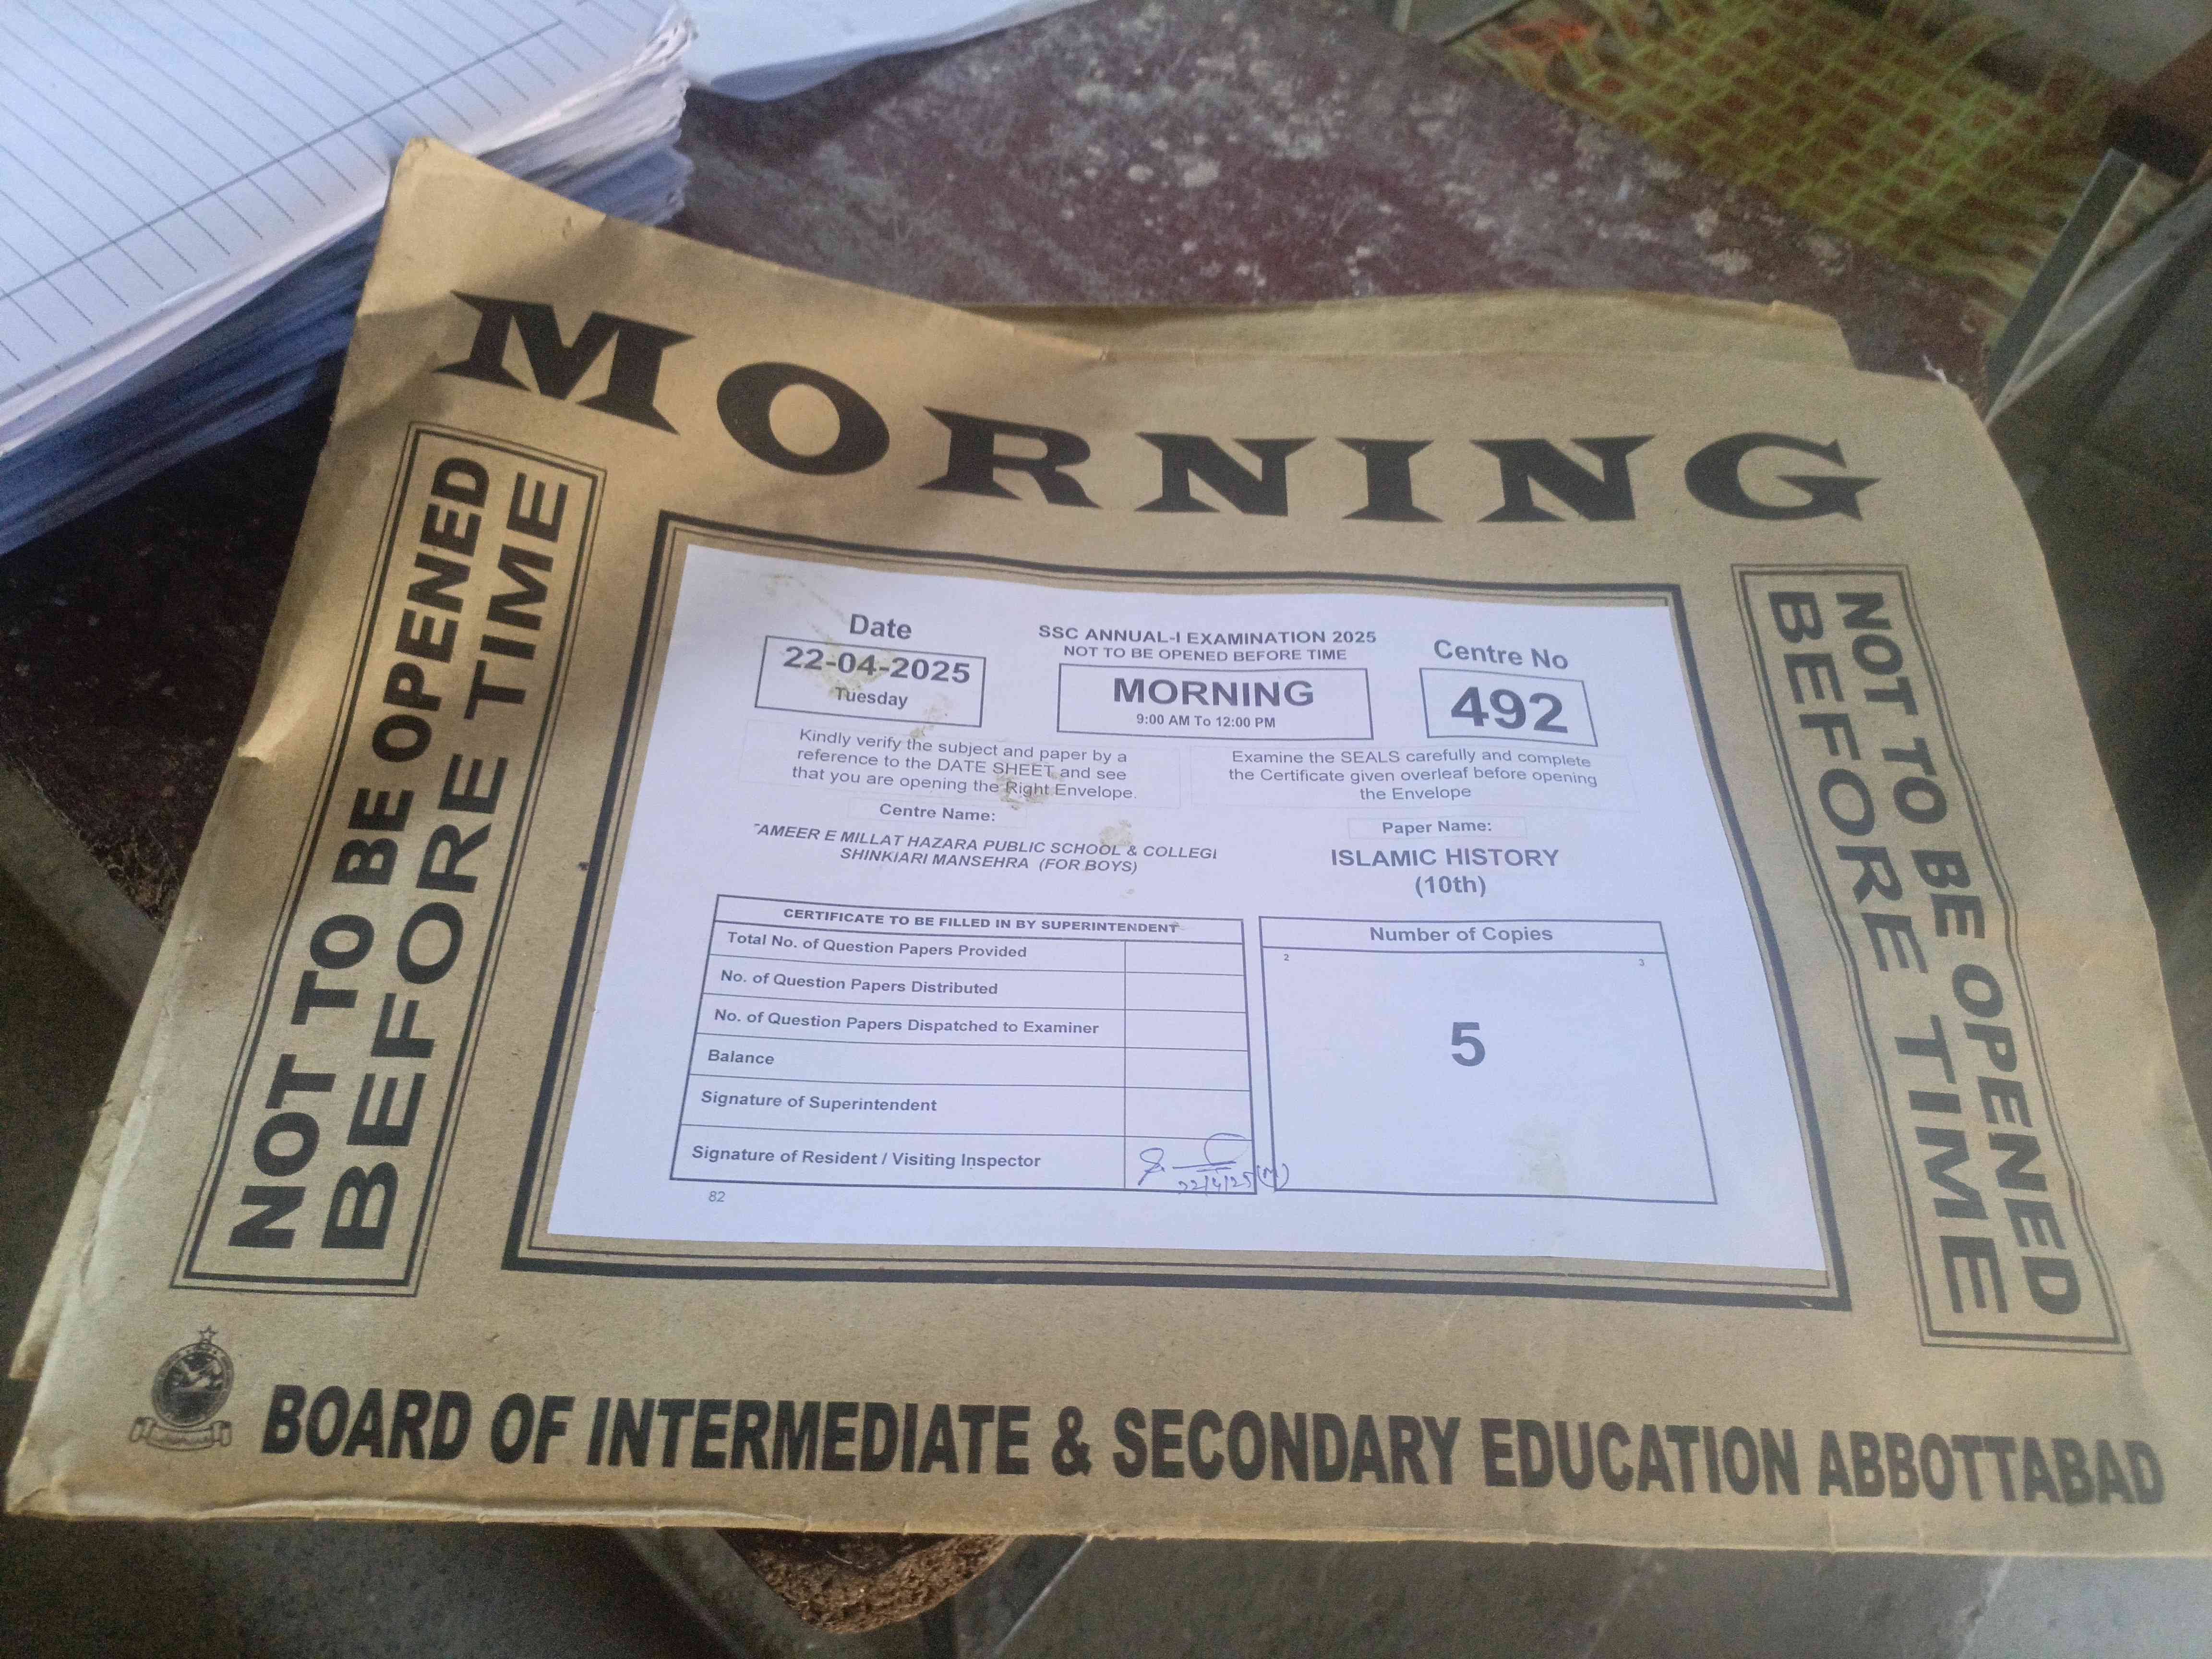 MORNING
NOT TO BE OPENED
BEFORE TIME
Date
22-04-2025
Tuesday
SSC ANNUAL-I EXAMINATION 2025
NOT TO BE OPENED BEFORE TIME
MORNING
9:00 AM To 12:00 PM
Centre No
492
Kindly verify the subject and paper by a
reference to the DATE SHEET and see
that you are opening the Right Envelope.
Examine the SEALS carefully and complete
the Certificate given overleaf before opening
the Envelope
Centre Name:
AMEER E MILLAT HAZARA PUBLIC SCHOOL & COLLEGI
SHINKIARI MANSEHRA (FOR BOYS)
Paper Name:
ISLAMIC HISTORY
(10th)
CERTIFICATE TO BE FILLED IN BY SUPERINTENDENT
Total No. of Question Papers Provided
No. of Question Papers Distributed
No. of Question Papers Dispatched to Examiner
Balance
Signature of Superintendent
Signature of Resident / Visiting Inspector
22/4/25 (M)
82
Number of Copies
2 3
5
NOT TO BE OPENED
BEFORE TIME
BOARD OF INTERMEDIATE & SECONDARY EDUCATION ABBOTTABAD